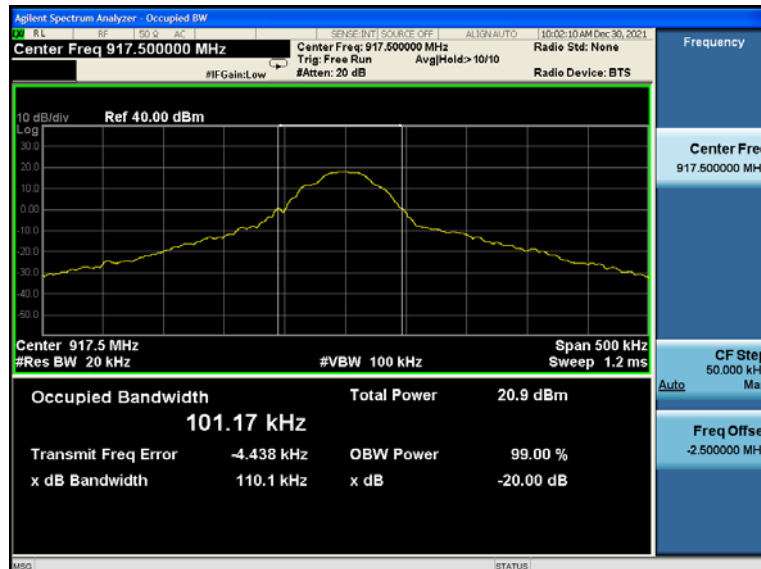 Agilent Spectrum Analyzer - Occupied BW
RL RF 50 Ω AC SENSE:INT SOURCE OFF ALIGN AUTO 10:02:10 AM Dec 30, 2021
Center Freq 917.500000 MHz
Center Freq: 917.500000 MHz
Radio Std: None
Trig: Free Run Avg|Hold:> 10/10
#IFGain:Low
#Atten: 20 dB
Radio Device: BTS
Frequency
10 dB/div Ref 40.00 dBm
Log
30.0
20.0
10.0
0.00
-10.0
-20.0
-30.0
-40.0
-50.0
Center 917.5 MHz
Span 500 kHz
#Res BW 20 kHz
#VBW 100 kHz
Sweep 1.2 ms
Occupied Bandwidth
101.17 kHz
Total Power 20.9 dBm
Transmit Freq Error -4.438 kHz
OBW Power 99.00 %
x dB Bandwidth 110.1 kHz
x dB -20.00 dB
Center Fre
917.500000 MH
CF Ste
50.000 kH
Auto Ma
Freq Offse
-2.500000 MH
MSG
STATUS